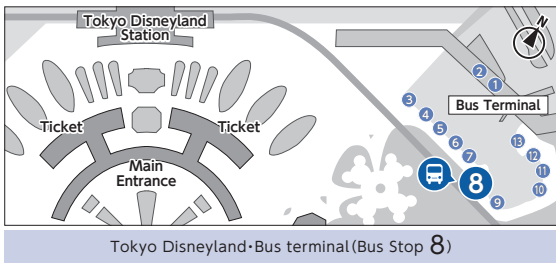 Tokyo Disneyland
Station
N
2
1
Bus Terminal
3
4
5
6
7
13
12
11
10
Ticket
Ticket
Main
Entrance
8
9
Tokyo Disneyland･Bus terminal(Bus Stop 8)